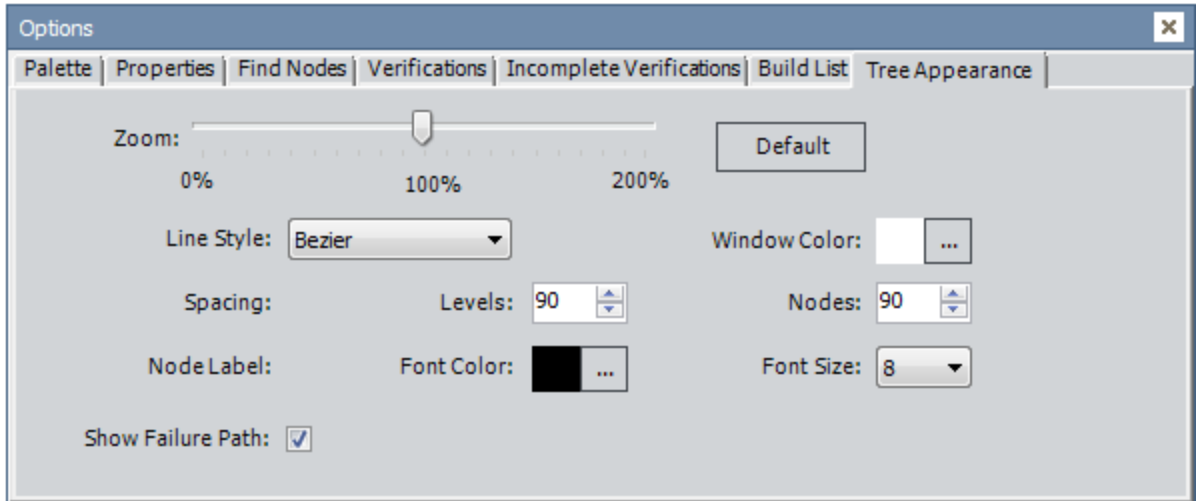 Options
Palette Properties Find Nodes Verifications Incomplete Verifications Build List Tree Appearance
Zoom: Default
0% 100% 200%
Line Style: Bezier Window Color: ...
Spacing: Levels: 90 Nodes: 90
Node Label: Font Color: ... Font Size: 8
Show Failure Path: